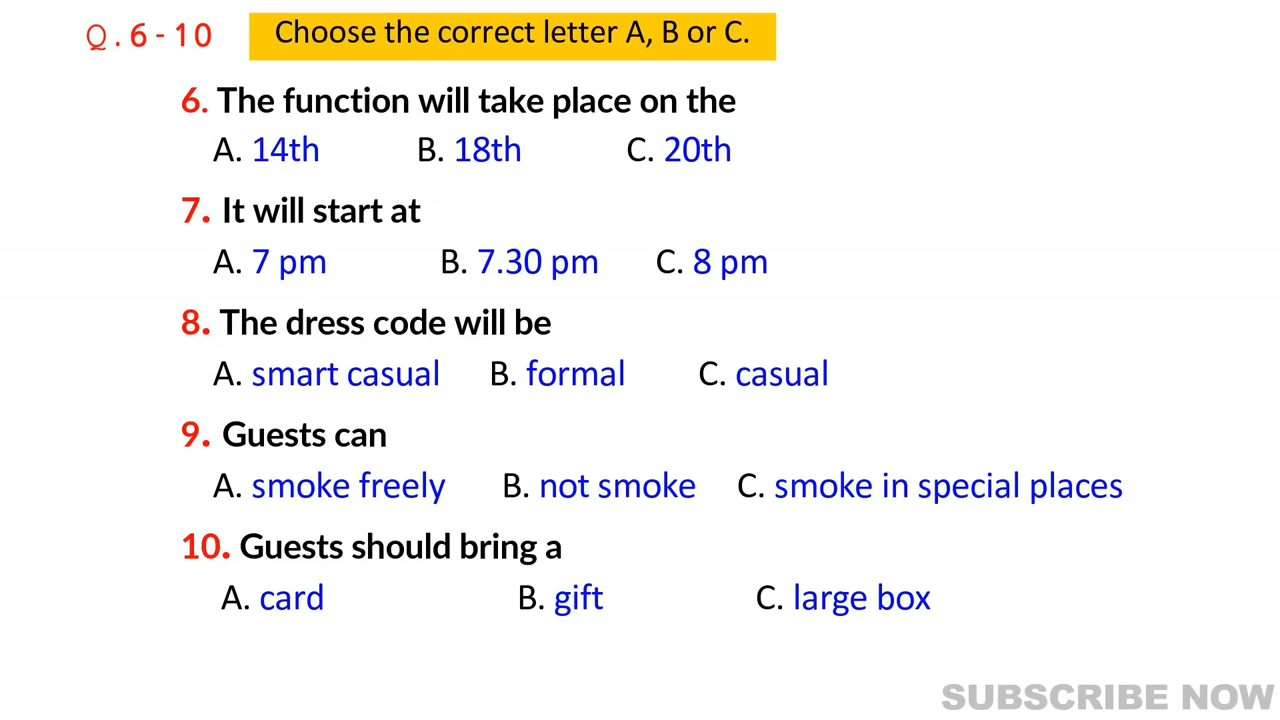 Q.6-10 Choose the correct letter A, B or C.
6. The function will take place on the
A. 14th B. 18th C. 20th
7. It will start at
A. 7 pm B. 7.30 pm C. 8 pm
8. The dress code will be
A. smart casual B. formal C. casual
9. Guests can
A. smoke freely B. not smoke C. smoke in special places
10. Guests should bring a
A. card B. gift C. large box
SUBSCRIBE NOW